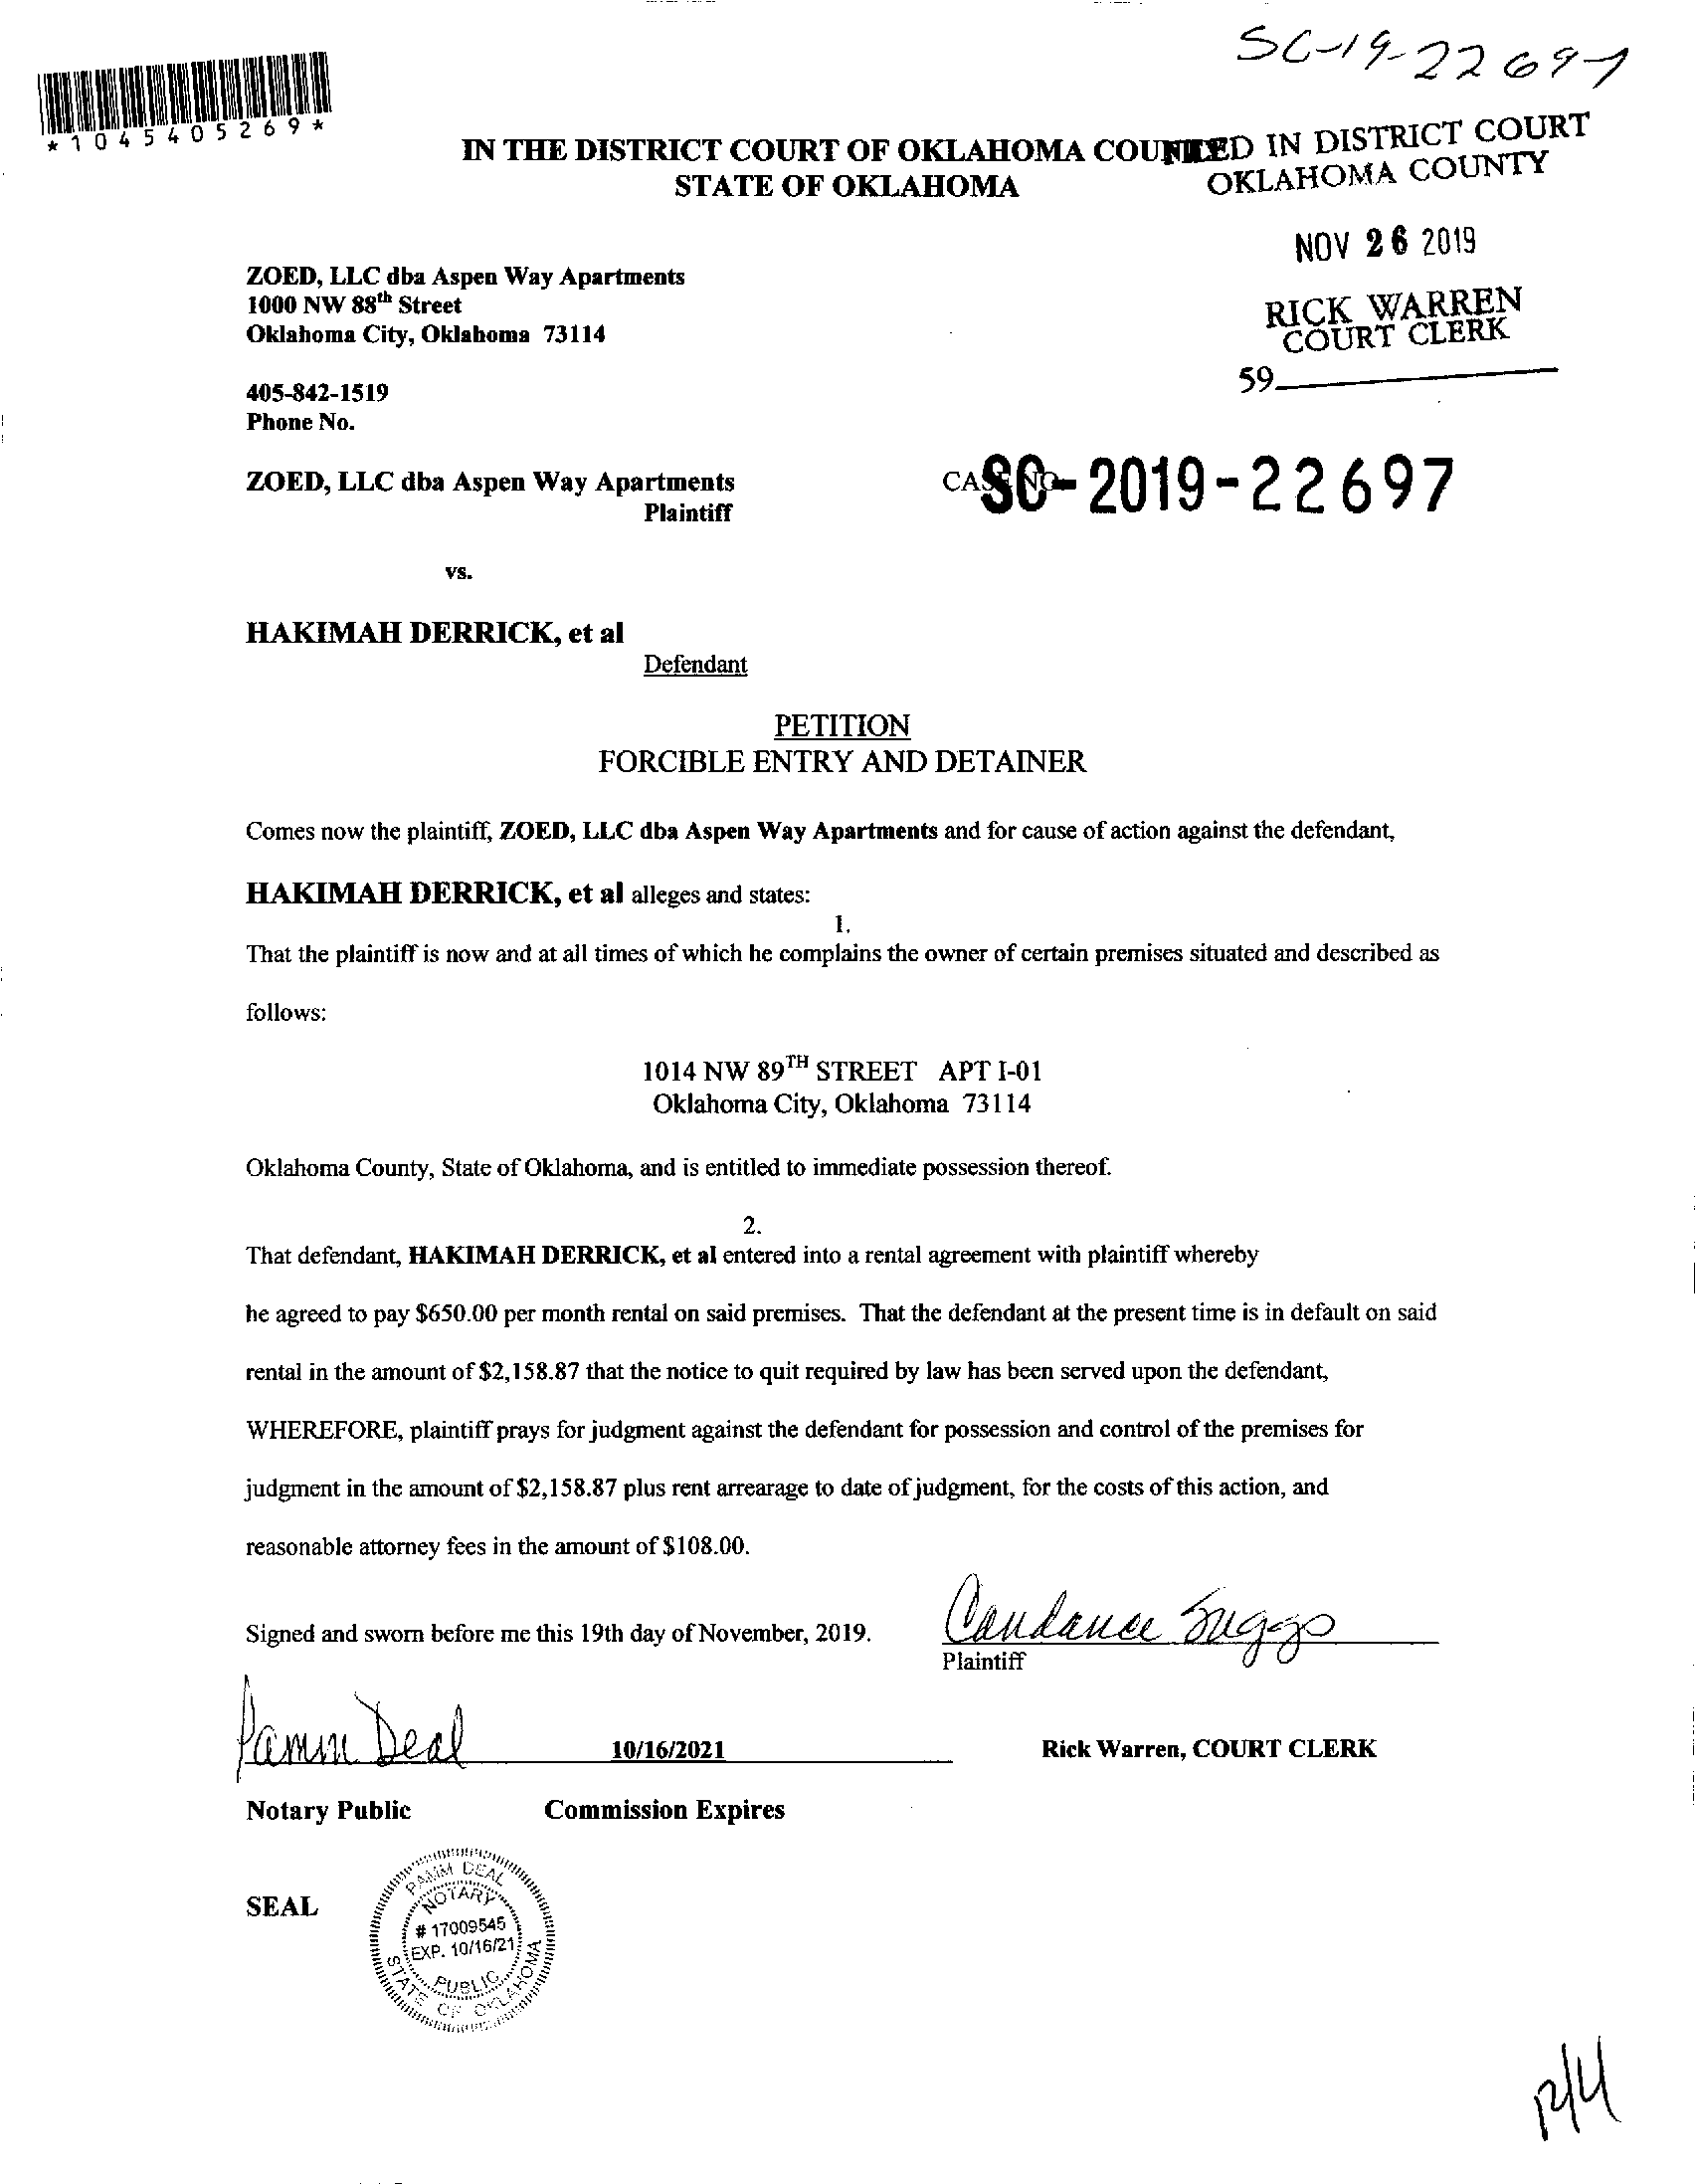 SC-19-22697
*1045405269*
IN THE DISTRICT COURT OF OKLAHOMA
STATE OF OKLAHOMA
FILED IN DISTRICT COURT
OKLAHOMA COUNTY
NOV 26 2019
RICK WARREN
COURT CLERK
59
ZOED, LLC dba Aspen Way Apartments
1000 NW 88th Street
Oklahoma City, Oklahoma 73114
405-842-1519
Phone No.
ZOED, LLC dba Aspen Way Apartments
Plaintiff
SC-2019-22697
vs.
HAKIMAH DERRICK, et al
Defendant
PETITION
FORCIBLE ENTRY AND DETAINER
Comes now the plaintiff, ZOED, LLC dba Aspen Way Apartments and for cause of action against the defendant,
HAKIMAH DERRICK, et al alleges and states:
1.
That the plaintiff is now and at all times of which he complains the owner of certain premises situated and described as
follows:
1014 NW 89TH STREET APT I-01
Oklahoma City, Oklahoma 73114
Oklahoma County, State of Oklahoma, and is entitled to immediate possession thereof.
2.
That defendant, HAKIMAH DERRICK, et al entered into a rental agreement with plaintiff whereby
he agreed to pay $650.00 per month rental on said premises. That the defendant at the present time is in default on said
rental in the amount of $2,158.87 that the notice to quit required by law has been served upon the defendant,
WHEREFORE, plaintiff prays for judgment against the defendant for possession and control of the premises for
judgment in the amount of $2,158.87 plus rent arrearage to date of judgment, for the costs of this action, and
reasonable attorney fees in the amount of $108.00.
Signed and sworn before me this 19th day of November, 2019.
Candance Suggs
Plaintiff
Pamm Deal
10/16/2021
Rick Warren, COURT CLERK
Notary Public Commission Expires
SEAL
PAMM DEAL
NOTARY
# 17009545
EXP. 10/16/21
PUBLIC
STATE OF OKLAHOMA
12/4